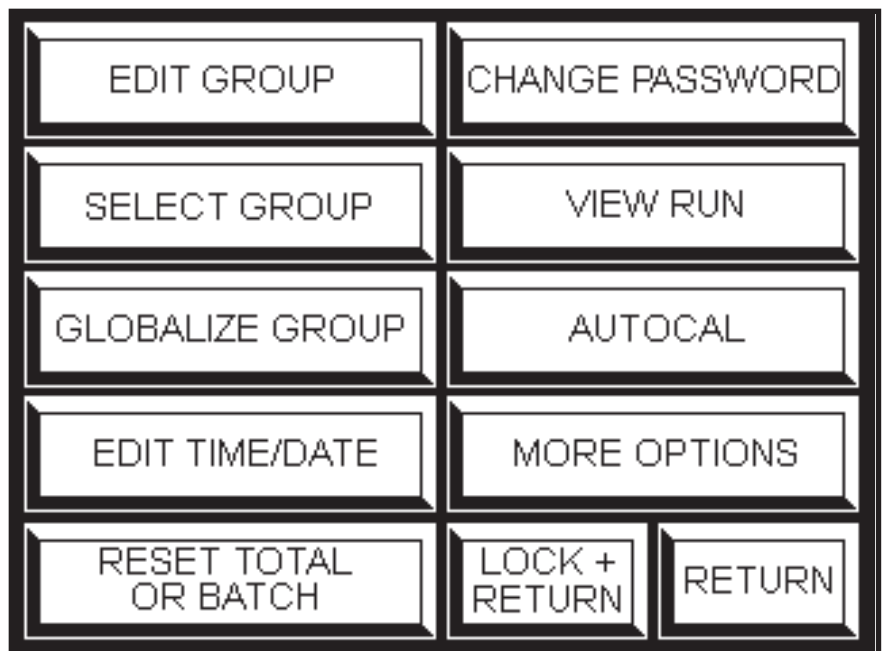 EDIT GROUP
CHANGE PASSWORD
SELECT GROUP
VIEW RUN
GLOBALIZE GROUP
AUTOCAL
EDIT TIME/DATE
MORE OPTIONS
RESET TOTAL
OR BATCH
LOCK +
RETURN
RETURN